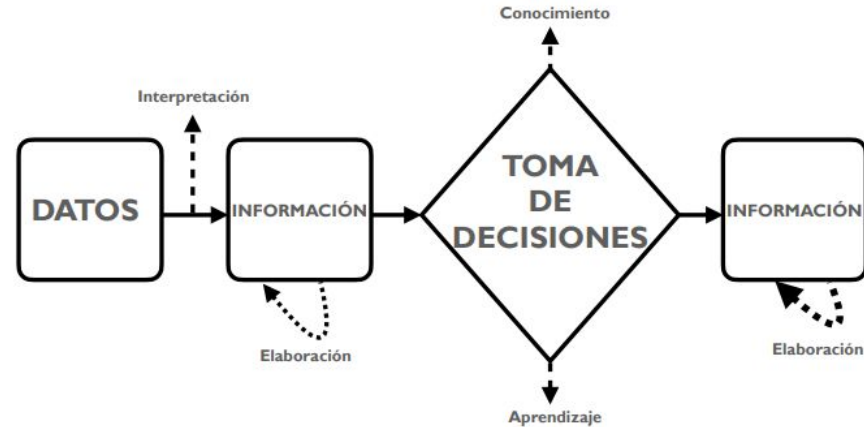 Conocimiento
Interpretación
DATOS
INFORMACIÓN
TOMA
DE
DECISIONES
INFORMACIÓN
Elaboración
Elaboración
Aprendizaje